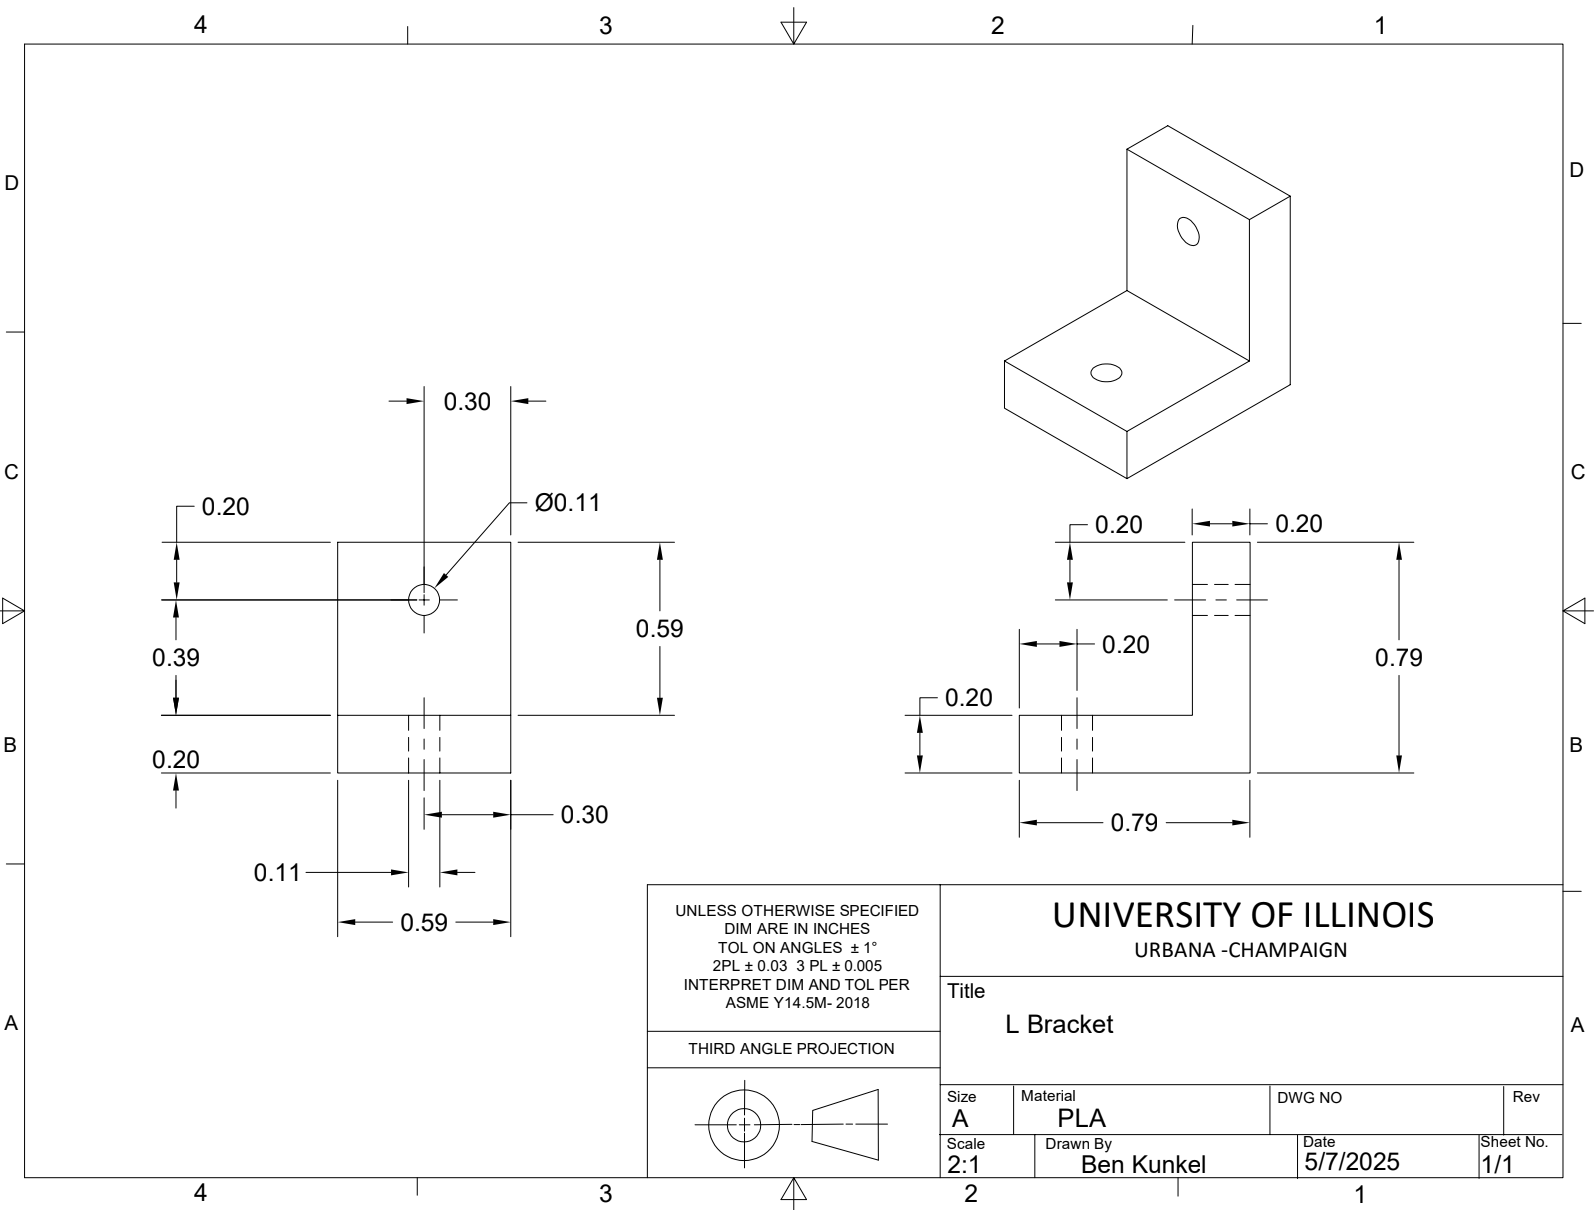 4 3 2 1
D D
0.30
C C
0.20 Ø0.11
0.20 0.20
0.59
0.39
0.20
0.79
0.20
B B
0.20
0.30
0.79
0.11
0.59
UNLESS OTHERWISE SPECIFIED
DIM ARE IN INCHES
TOL ON ANGLES ± 1°
2PL ± 0.03 3 PL ± 0.005
INTERPRET DIM AND TOL PER
ASME Y14.5M- 2018
THIRD ANGLE PROJECTION
UNIVERSITY OF ILLINOIS
URBANA -CHAMPAIGN
Title
L Bracket
A A
Size Material DWG NO Rev
A PLA
Scale Drawn By Date Sheet No.
2:1 Ben Kunkel 5/7/2025 1/1
4 3 2 1